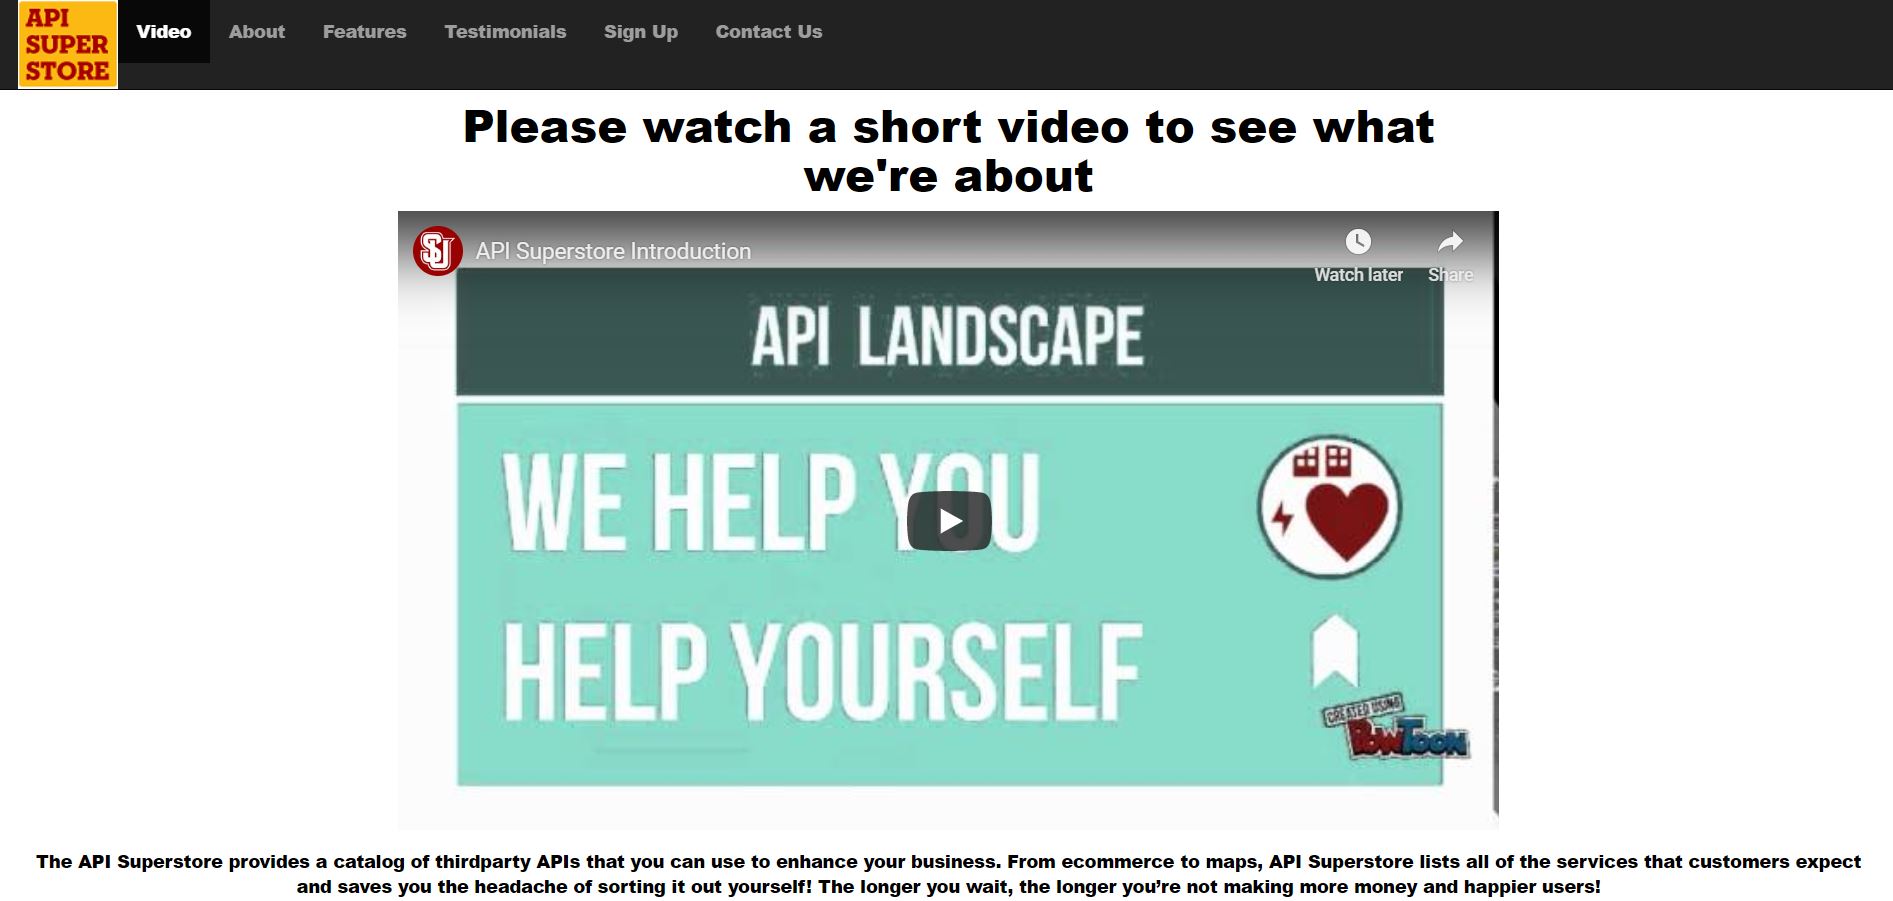 API
SUPER
STORE
Video About Features Testimonials Sign Up Contact Us
Please watch a short video to see what
we're about
SJ
API Superstore Introduction
Watch later Share
API LANDSCAPE
WE HELP YOU
HELP YOURSELF
CREATED USING
POWTOON
The API Superstore provides a catalog of thirdparty APIs that you can use to enhance your business. From ecommerce to maps, API Superstore lists all of the services that customers expect
and saves you the headache of sorting it out yourself! The longer you wait, the longer you’re not making more money and happier users!